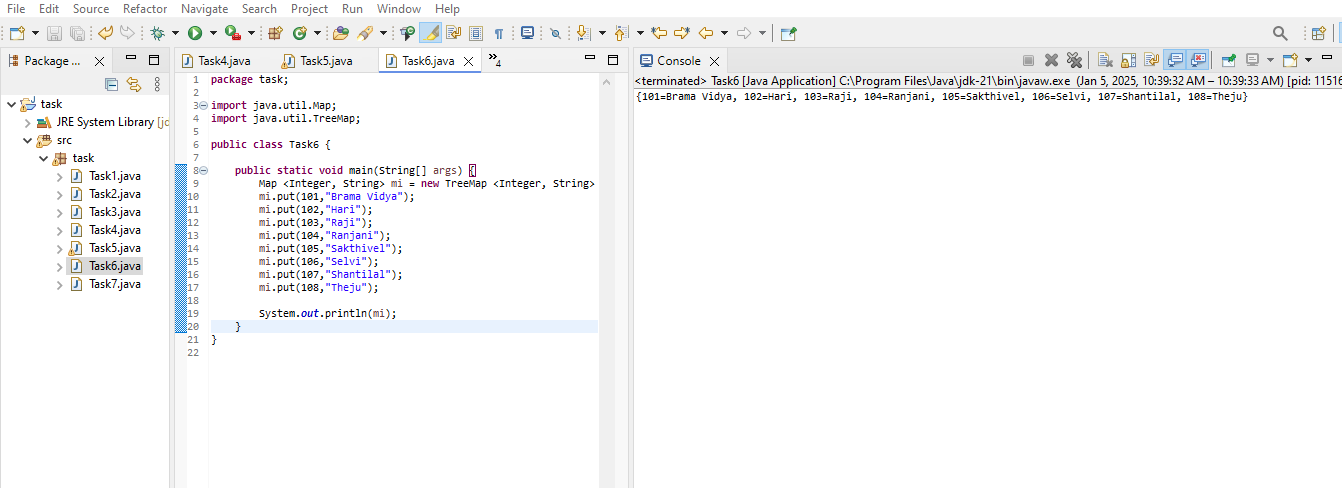 File Edit Source Refactor Navigate Search Project Run Window Help
Package ...
task
JRE System Library [jd
src
task
Task1.java
Task2.java
Task3.java
Task4.java
Task5.java
Task6.java
Task7.java
Task4.java Task5.java Task6.java »4
1 package task;
2
3 import java.util.Map;
4 import java.util.TreeMap;
5
6 public class Task6 {
7
8 public static void main(String[] args) {
9 Map <Integer, String> mi = new TreeMap <Integer, String>
10 mi.put(101,"Brama Vidya");
11 mi.put(102,"Hari");
12 mi.put(103,"Raji");
13 mi.put(104,"Ranjani");
14 mi.put(105,"Sakthivel");
15 mi.put(106,"Selvi");
16 mi.put(107,"Shantilal");
17 mi.put(108,"Theju");
18
19 System.out.println(mi);
20 }
21 }
22
Console
<terminated> Task6 [Java Application] C:\Program Files\Java\jdk-21\bin\javaw.exe (Jan 5, 2025, 10:39:32 AM – 10:39:33 AM) [pid: 11516
{101=Brama Vidya, 102=Hari, 103=Raji, 104=Ranjani, 105=Sakthivel, 106=Selvi, 107=Shantilal, 108=Theju}